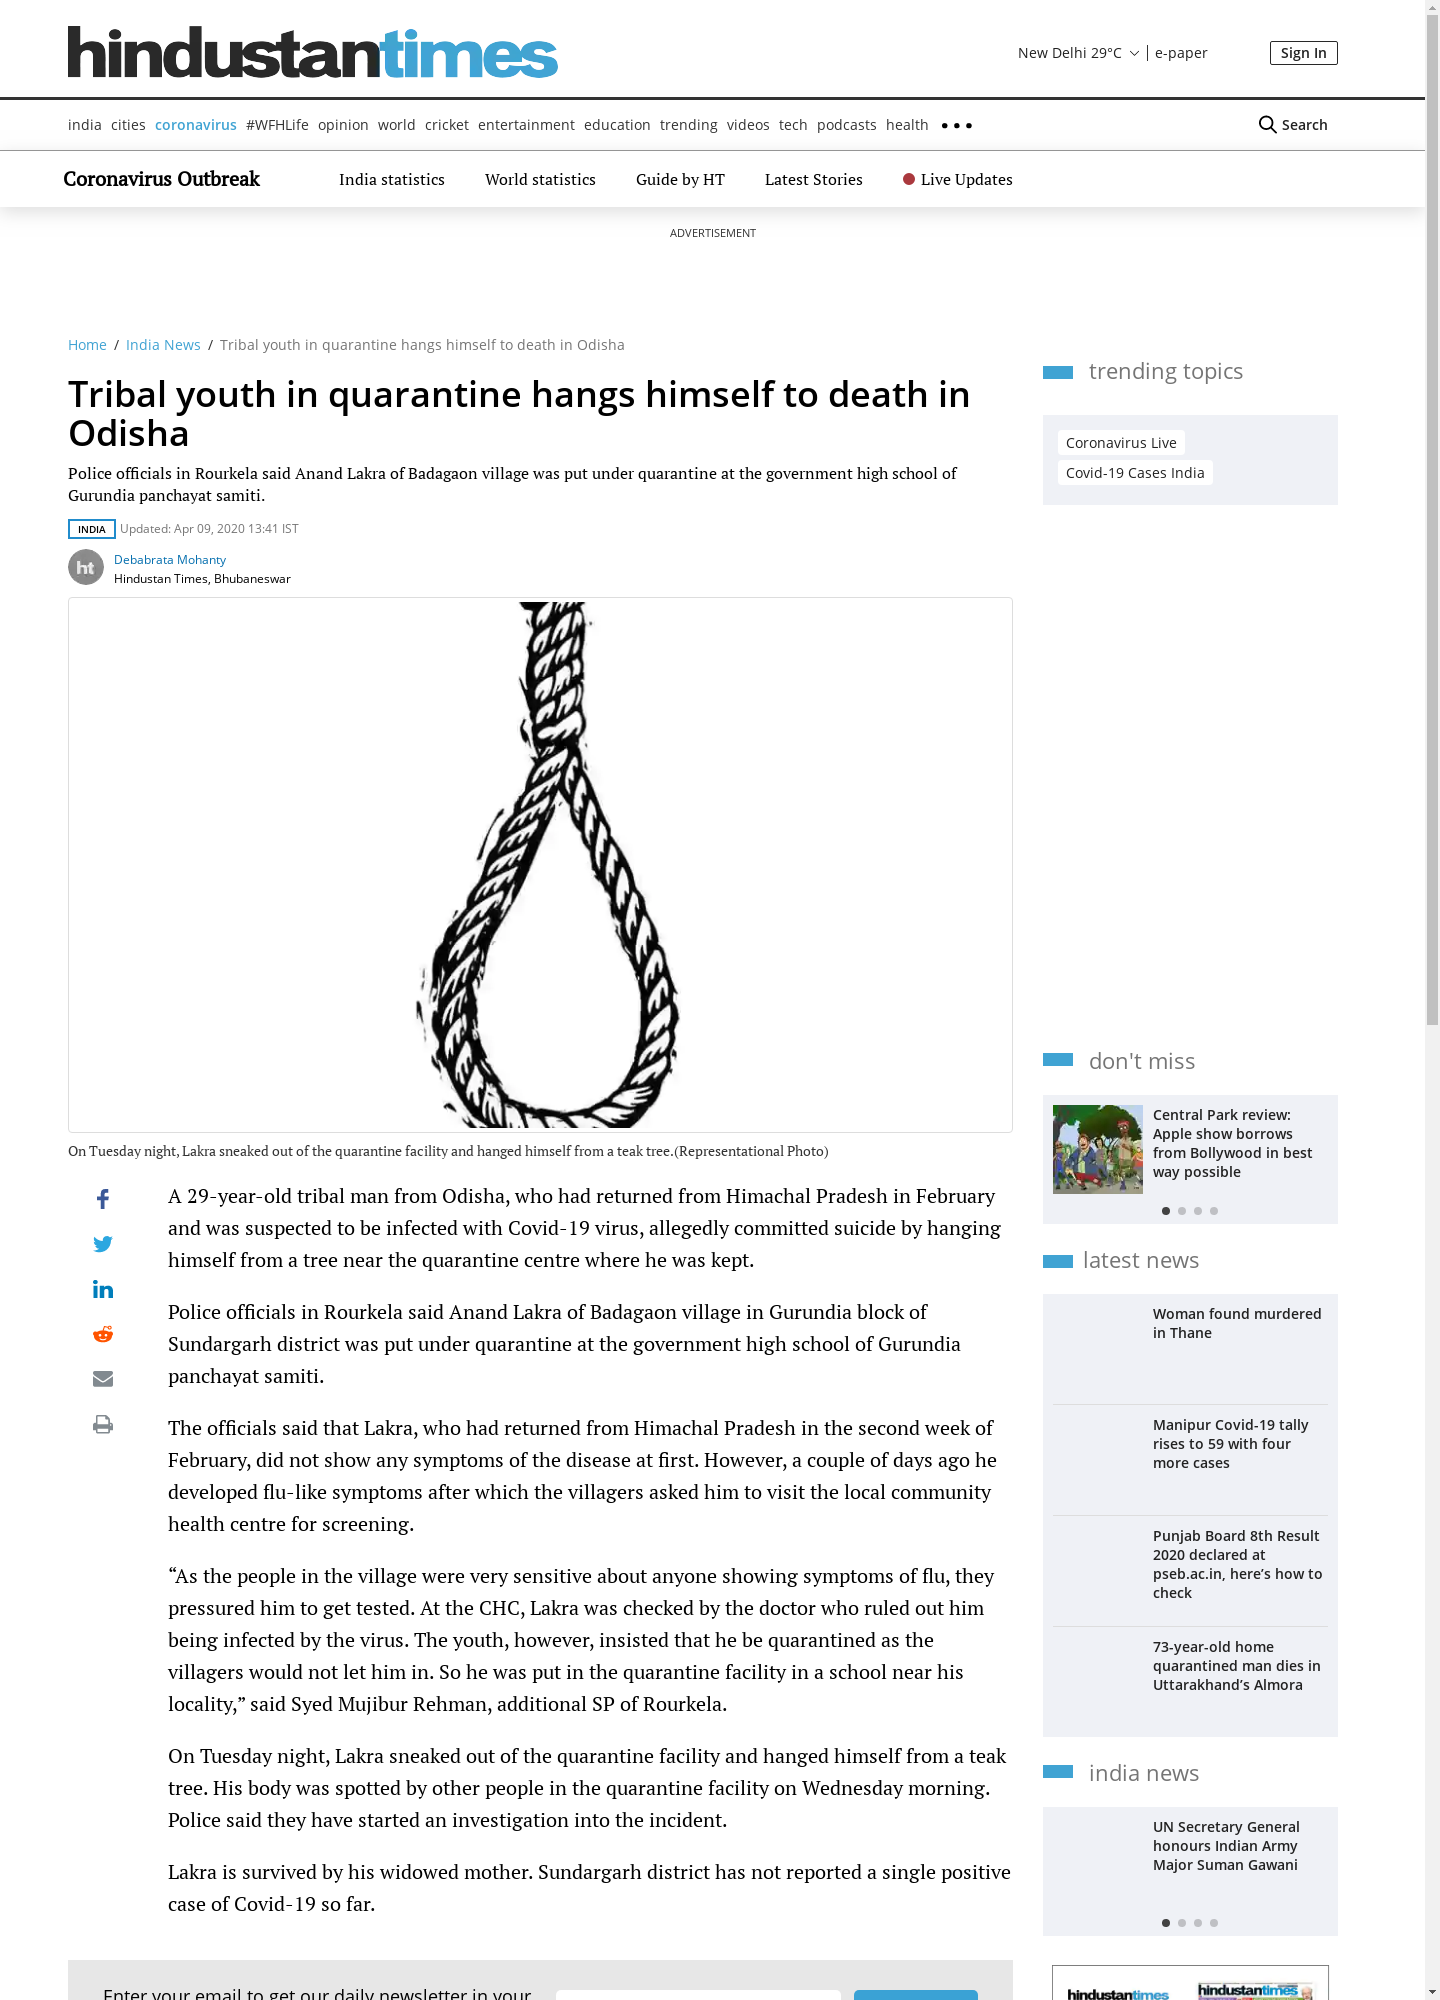 hindustantimes
New Delhi 29°C
e-paper
Sign In
india cities coronavirus #WFHLife opinion world cricket entertainment education trending videos tech podcasts health
Search
Coronavirus Outbreak
India statistics
World statistics
Guide by HT
Latest Stories
Live Updates
ADVERTISEMENT
Home / India News / Tribal youth in quarantine hangs himself to death in Odisha
Tribal youth in quarantine hangs himself to death in
Odisha
Police officials in Rourkela said Anand Lakra of Badagaon village was put under quarantine at the government high school of
Gurundia panchayat samiti.
INDIA Updated: Apr 09, 2020 13:41 IST
ht
Debabrata Mohanty
Hindustan Times, Bhubaneswar
On Tuesday night, Lakra sneaked out of the quarantine facility and hanged himself from a teak tree.(Representational Photo)
A 29-year-old tribal man from Odisha, who had returned from Himachal Pradesh in February
and was suspected to be infected with Covid-19 virus, allegedly committed suicide by hanging
himself from a tree near the quarantine centre where he was kept.
Police officials in Rourkela said Anand Lakra of Badagaon village in Gurundia block of
Sundargarh district was put under quarantine at the government high school of Gurundia
panchayat samiti.
The officials said that Lakra, who had returned from Himachal Pradesh in the second week of
February, did not show any symptoms of the disease at first. However, a couple of days ago he
developed flu-like symptoms after which the villagers asked him to visit the local community
health centre for screening.
“As the people in the village were very sensitive about anyone showing symptoms of flu, they
pressured him to get tested. At the CHC, Lakra was checked by the doctor who ruled out him
being infected by the virus. The youth, however, insisted that he be quarantined as the
villagers would not let him in. So he was put in the quarantine facility in a school near his
locality,” said Syed Mujibur Rehman, additional SP of Rourkela.
On Tuesday night, Lakra sneaked out of the quarantine facility and hanged himself from a teak
tree. His body was spotted by other people in the quarantine facility on Wednesday morning.
Police said they have started an investigation into the incident.
Lakra is survived by his widowed mother. Sundargarh district has not reported a single positive
case of Covid-19 so far.
Enter your email to get our daily newsletter in your
trending topics
Coronavirus Live
Covid-19 Cases India
don't miss
Central Park review:
Apple show borrows
from Bollywood in best
way possible
latest news
Woman found murdered
in Thane
Manipur Covid-19 tally
rises to 59 with four
more cases
Punjab Board 8th Result
2020 declared at
pseb.ac.in, here’s how to
check
73-year-old home
quarantined man dies in
Uttarakhand’s Almora
india news
UN Secretary General
honours Indian Army
Major Suman Gawani
hindustantimes
hindustantimes